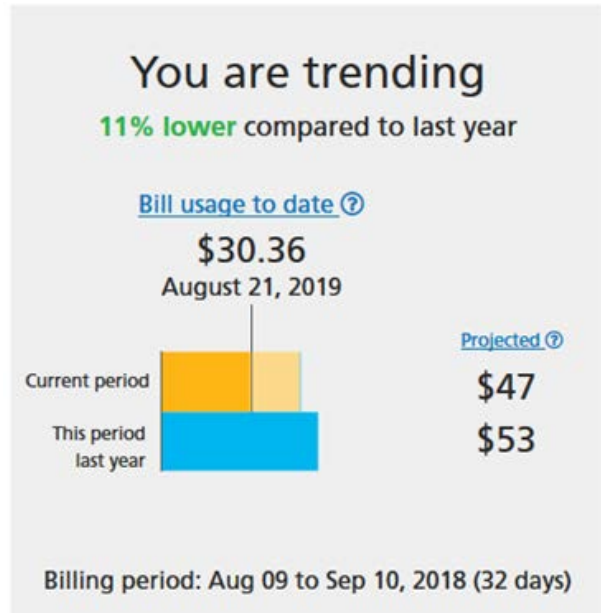 You are trending
11% lower compared to last year
Bill usage to date ?
$30.36
August 21, 2019
Projected ?
Current period
$47
This period
last year
$53
Billing period: Aug 09 to Sep 10, 2018 (32 days)